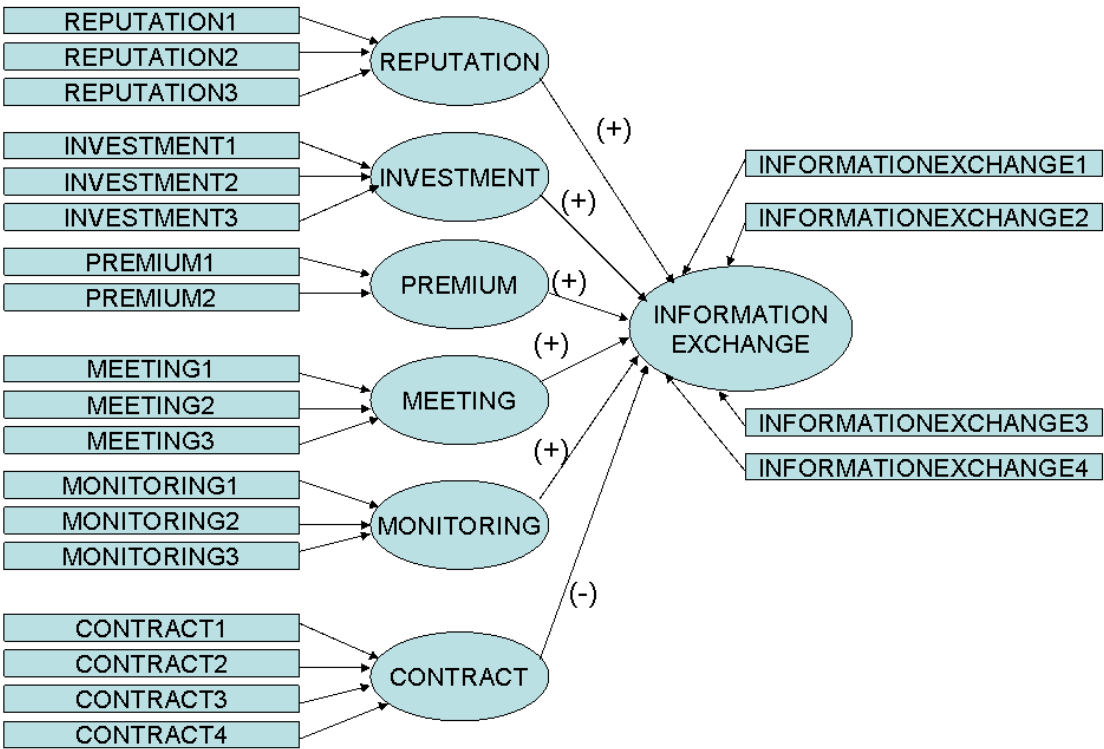 REPUTATION1
REPUTATION2
REPUTATION3
REPUTATION
(+)
INVESTMENT1
INVESTMENT2
INVESTMENT3
INVESTMENT
(+)
PREMIUM1
PREMIUM2
PREMIUM
(+)
MEETING1
MEETING2
MEETING3
MEETING
(+)
MONITORING1
MONITORING2
MONITORING3
MONITORING
(+)
CONTRACT1
CONTRACT2
CONTRACT3
CONTRACT4
CONTRACT
(-)
INFORMATIONEXCHANGE1
INFORMATIONEXCHANGE2
INFORMATION
EXCHANGE
INFORMATIONEXCHANGE3
INFORMATIONEXCHANGE4